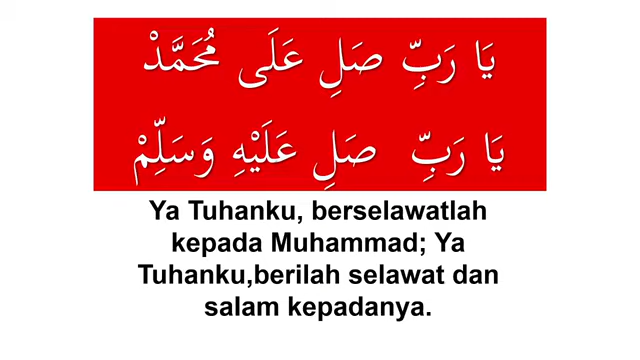 يَا رَبِّ صَلِ عَلَى مُحَمَّدْ
يَا رَبِّ صَلِ عَلَيْهِ وَسَلِّمْ
Ya Tuhanku, berselawatlah
kepada Muhammad; Ya
Tuhanku,berilah selawat dan
salam kepadanya.